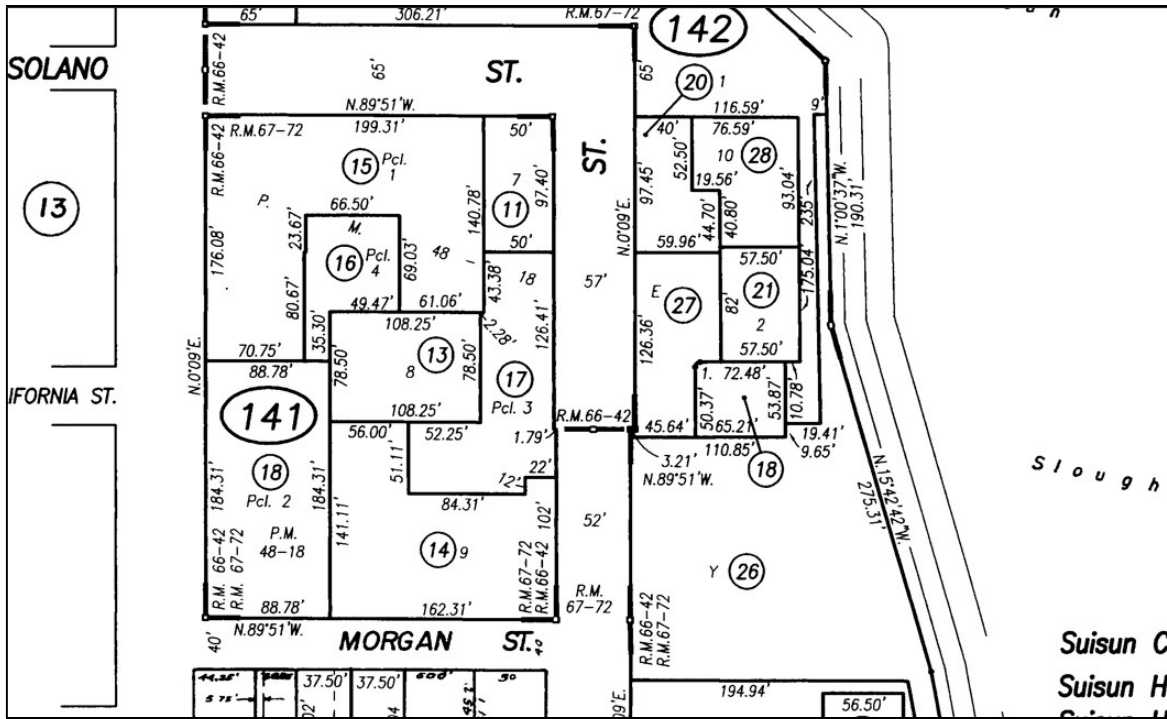 65' 306.21' R.M.67-72
142
SOLANO
R.M.66-42
65'
ST.
65'
20 1
116.59' 9'
N.89°51'W.
R.M.67-72 199.31' 50'
40' 76.59'
10 28
R.M.66-42
15 Pcl. 1
ST.
52.50'
19.56'
13
P. 66.50'
7
11
97.40'
140.78'
97.45'
93.04'
235'
N.1°00'37"W.
190.31'
23.67'
M.
16 Pcl. 4
69.03'
48
50'
N.0°09'E.
44.70' 40.80'
59.96'
57.50'
176.08'
43.38'
18
57'
E 27
82'
21
2
175.04'
80.67'
49.47' 61.06'
108.25' 2.28'
126.41'
126.36'
57.50'
35.30'
70.75'
88.78'
N.0°09'E.
78.50'
13
8
78.50'
17
Pcl. 3
1. 72.48'
IFORNIA ST.
141
108.25'
R.M.66-42
50.37'
53.87'
10.78'
56.00' 52.25'
1.79'
45.64' 65.21'
19.41'
3.21' 110.85' 9.65'
N.89°51'W.
18
184.31'
18
Pcl. 2
184.31'
51.11'
12' 22'
84.31'
N.15°42'42"W.
275.31'
Slough
P.M.
48-18
141.11'
102'
52'
14 9
Y 26
R.M. 66-42
R.M. 67-72
R.M.67-72
R.M.66-42
R.M.
67-72
88.78' 162.31'
N.89°51'W.
R.M.66-42
R.M.67-72
40'
MORGAN ST. 40'
Suisun C
37.50' 37.50'
5.75'
194.94'
Suisun H
56.50'